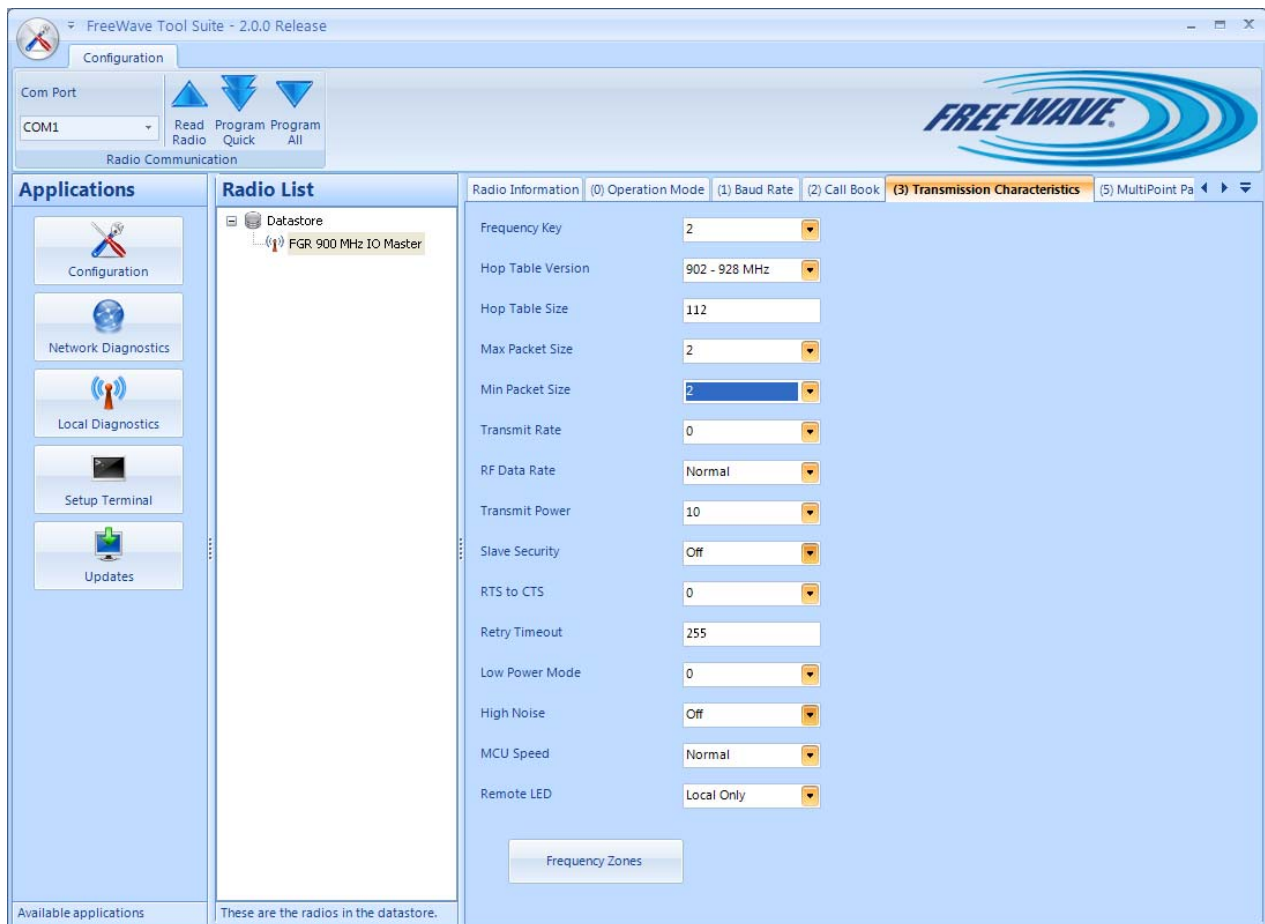 FreeWave Tool Suite - 2.0.0 Release
Configuration
Com Port
COM1
Read Radio
Program Quick
Program All
Radio Communication
FREEWAVE.
Applications
Configuration
Network Diagnostics
Local Diagnostics
Setup Terminal
Updates
Available applications
Radio List
Datastore
FGR 900 MHz IO Master
These are the radios in the datastore.
Radio Information (0) Operation Mode (1) Baud Rate (2) Call Book (3) Transmission Characteristics (5) MultiPoint Pa
Frequency Key 2
Hop Table Version 902 - 928 MHz
Hop Table Size 112
Max Packet Size 2
Min Packet Size 2
Transmit Rate 0
RF Data Rate Normal
Transmit Power 10
Slave Security Off
RTS to CTS 0
Retry Timeout 255
Low Power Mode 0
High Noise Off
MCU Speed Normal
Remote LED Local Only
Frequency Zones